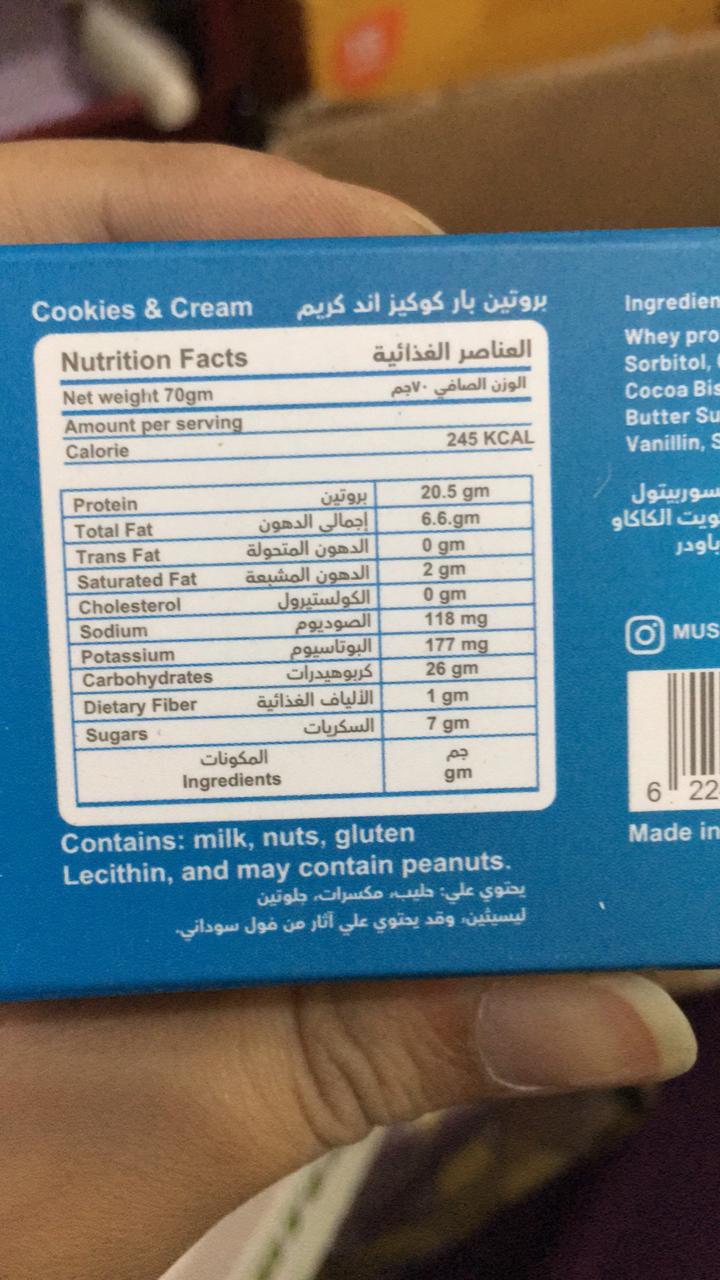 Cookies & Cream بروتين بار كوكيز اند كريم
Nutrition Facts العناصر الغذائية
Net weight 70gm الوزن الصافي ٧٠جم
Amount per serving
Calorie 245 KCAL
Protein بروتين 20.5 gm
Total Fat إجمالي الدهون 6.6.gm
Trans Fat الدهون المتحولة 0 gm
Saturated Fat الدهون المشبعة 2 gm
Cholesterol الكولستيرول 0 gm
Sodium الصوديوم 118 mg
Potassium البوتاسيوم 177 mg
Carbohydrates كربوهيدرات 26 gm
Dietary Fiber الألياف الغذائية 1 gm
Sugars السكريات 7 gm
المكونات جم
Ingredients gm
Contains: milk, nuts, gluten
Lecithin, and may contain peanuts.
يحتوي علي: حليب، مكسرات، جلوتين
ليسيثين، وقد يحتوي علي آثار من فول سوداني.
Ingredien
Whey pro
Sorbitol,
Cocoa Bis
Butter Su
Vanillin, S
سوربيتول
الكاكاو
باودر
MUS
6 22
Made in